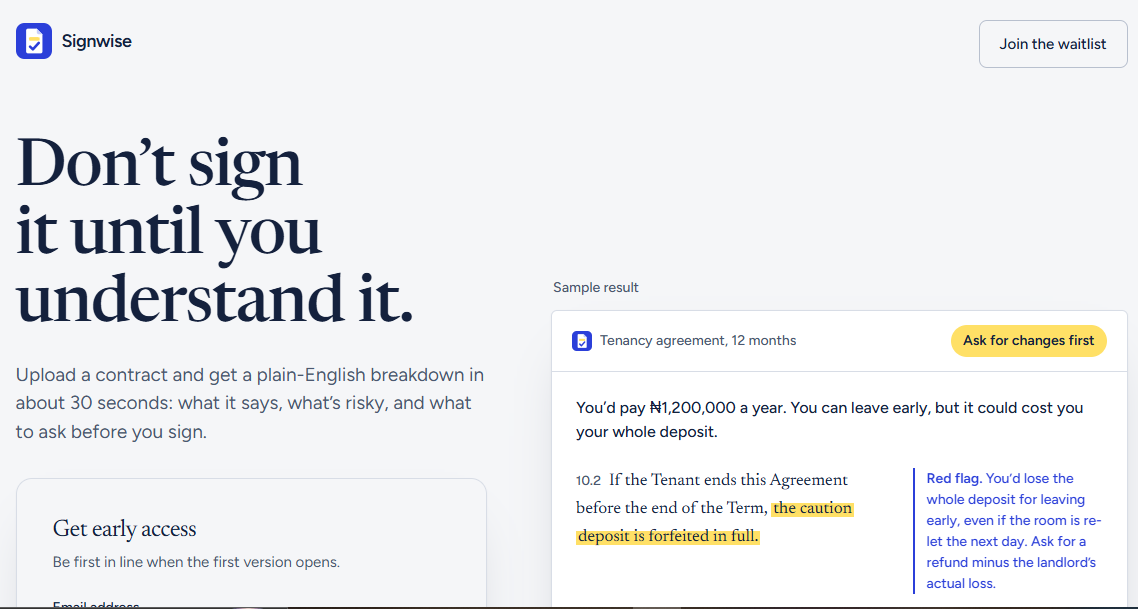 Signwise
Join the waitlist
Don’t sign
it until you
understand it.
Upload a contract and get a plain-English breakdown in
about 30 seconds: what it says, what’s risky, and what
to ask before you sign.
Get early access
Be first in line when the first version opens.
Email address
Sample result
Tenancy agreement, 12 months
Ask for changes first
You’d pay ₦1,200,000 a year. You can leave early, but it could cost you
your whole deposit.
10.2 If the Tenant ends this Agreement
before the end of the Term, the caution
deposit is forfeited in full.
Red flag. You’d lose the
whole deposit for leaving
early, even if the room is re-
let the next day. Ask for a
refund minus the landlord’s
actual loss.